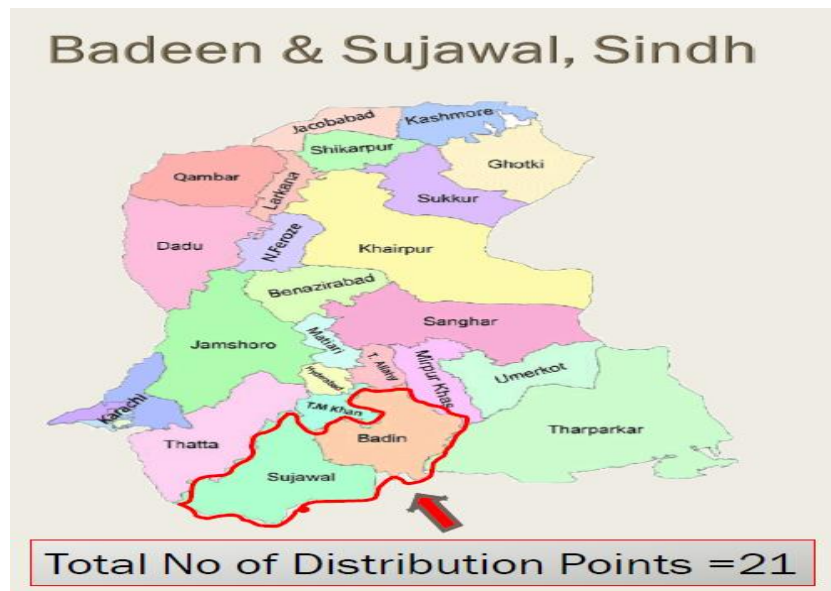 Badeen & Sujawal, Sindh
Jacobabad
Kashmore
Shikarpur
Ghotki
Qambar
Larkana
Sukkur
Dadu
N.Feroze
Khairpur
Benazirabad
Sanghar
Jamshoro
Matiari
T. Allahyar
Mirpur Khas
Umerkot
Hyderabad
Karachi
T.M Khan
Thatta
Badin
Tharparkar
Sujawal
Total No of Distribution Points =21